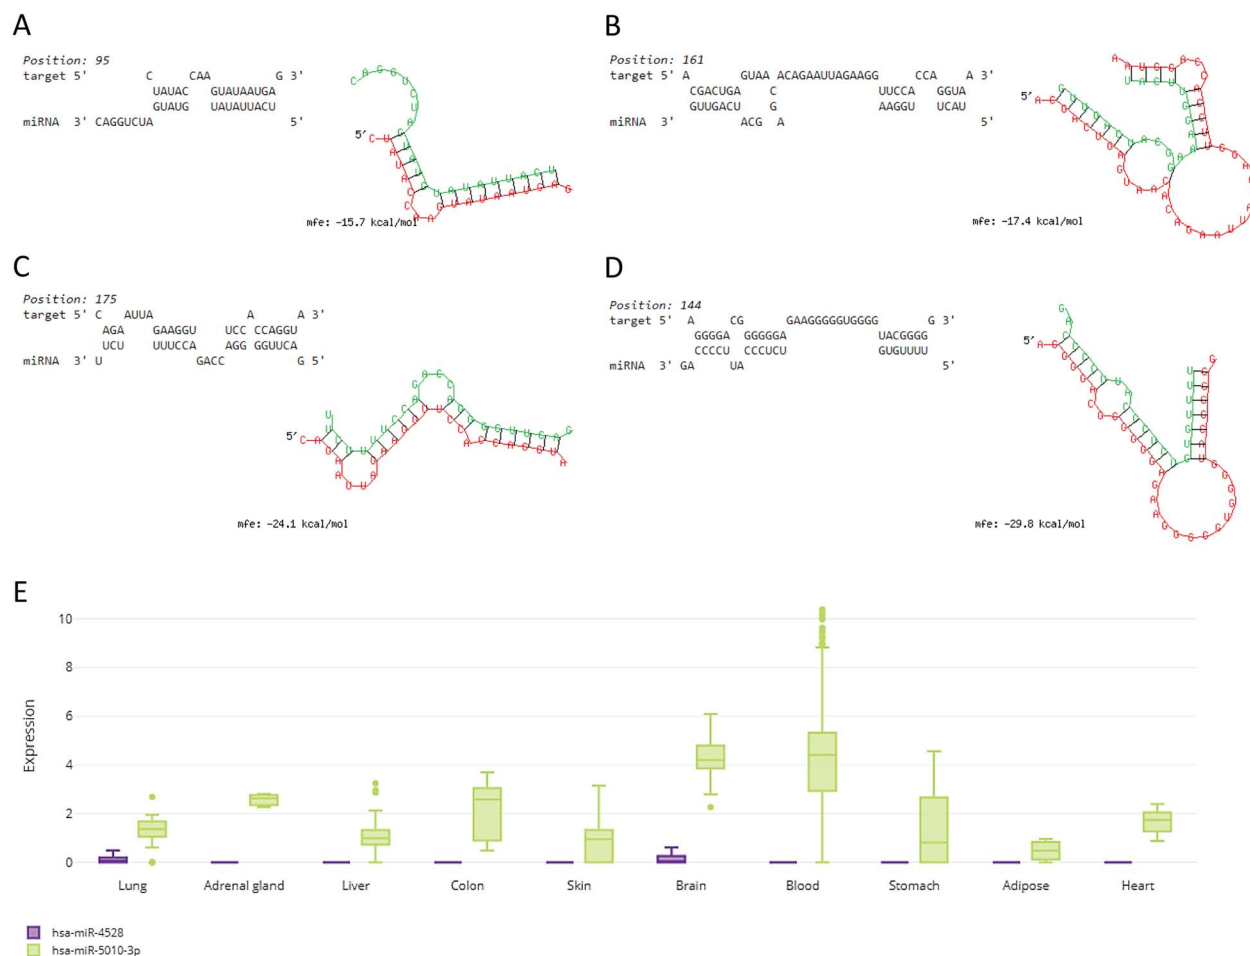 A
Position: 95
target 5' C CAA G 3'
UAUAC GUAUAAUGA
GUAUG UAUAUUACU
miRNA 3' CAGGUCUA 5'
5'
mfe: -15.7 kcal/mol
B
Position: 161
target 5' A GUAA ACAGAAUUAGAAGG CCA A 3'
CGACUGA C UUCCA GGUA
GUUGACU G AAGGU UCAU
miRNA 3' ACG A 5'
5'
mfe: -17.4 kcal/mol
C
Position: 175
target 5' C AUUA A A 3'
AGA GAAGGU UCC CCAGGU
UCU UUUCCA AGG GGUUCA
miRNA 3' U GACC G 5'
5'
mfe: -24.1 kcal/mol
D
Position: 144
target 5' A CG GAAGGGGGUGGGG G 3'
GGGGA GGGGGA UACGGGG
CCCCU CCCUCU GUGUUUU
miRNA 3' GA UA 5'
5'
mfe: -29.8 kcal/mol
E
Expression
10
8
6
4
2
0
Lung Adrenal gland Liver Colon Skin Brain Blood Stomach Adipose Heart
hsa-miR-4528
hsa-miR-5010-3p